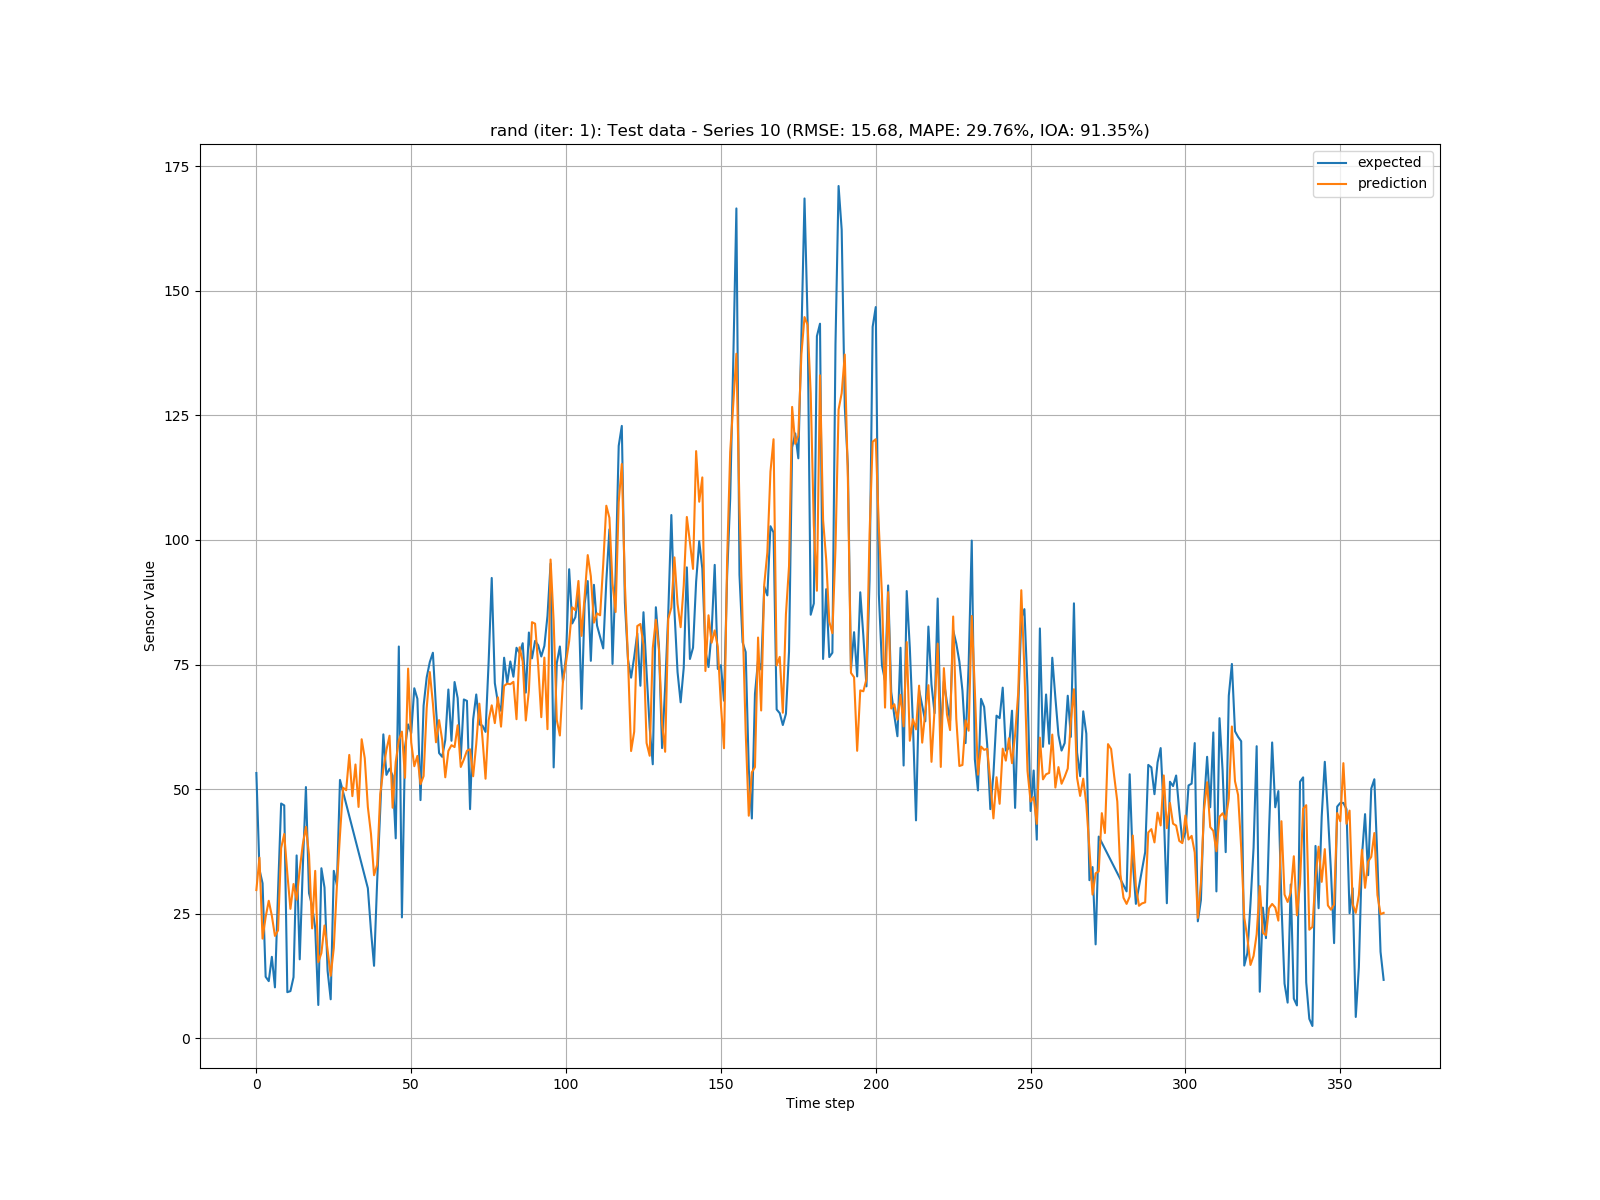 rand (iter: 1): Test data - Series 10 (RMSE: 15.68, MAPE: 29.76%, IOA: 91.35%)
expected
prediction
175
150
125
100
75
50
25
0
Sensor Value
0 50 100 150 200 250 300 350
Time step